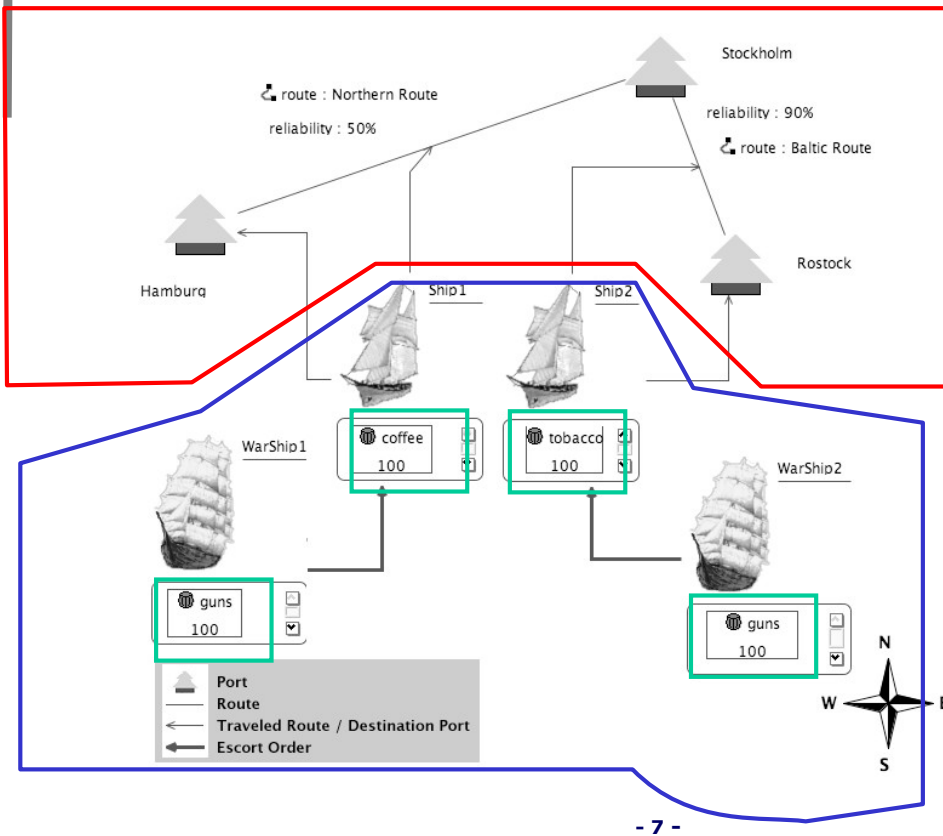 Stockholm
route : Northern Route
reliability : 50%
reliability : 90%
route : Baltic Route
Hamburg
Rostock
Ship1
Ship2
coffee
100
tobacco
100
WarShip1
WarShip2
guns
100
guns
100
Port
Route
Traveled Route / Destination Port
Escort Order
N
W
E
S
- 7 -